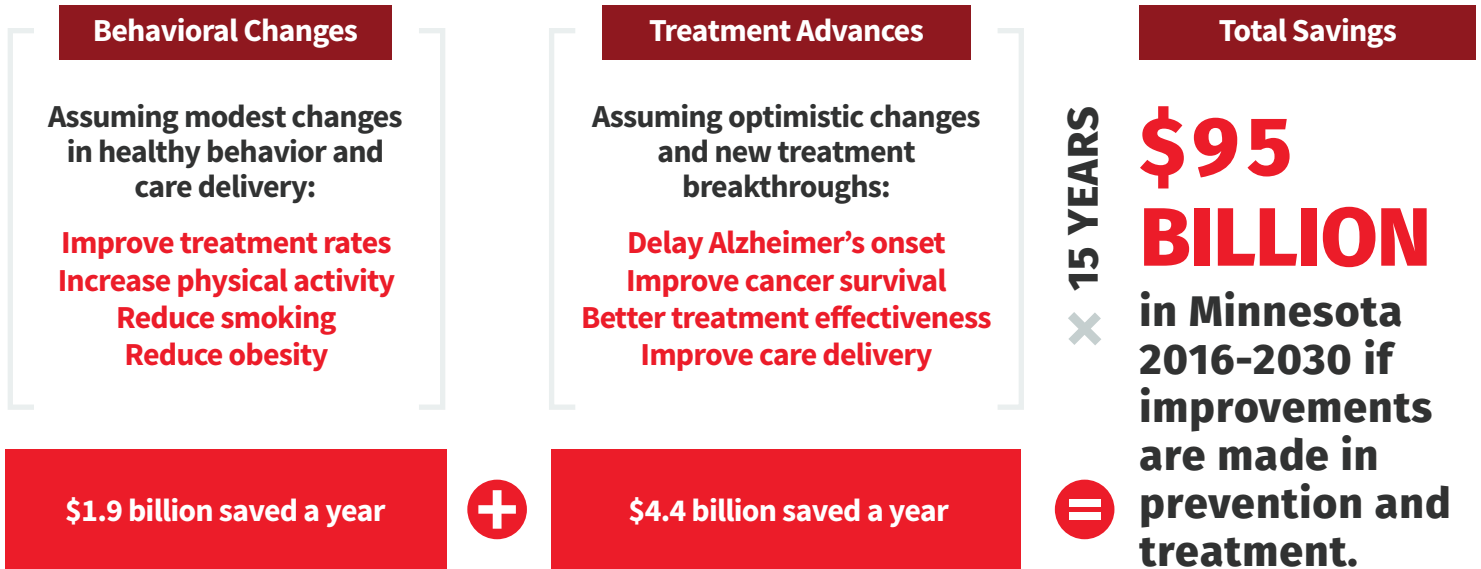 Behavioral Changes
Assuming modest changes
in healthy behavior and
care delivery:
Improve treatment rates
Increase physical activity
Reduce smoking
Reduce obesity
$1.9 billion saved a year
+
Treatment Advances
Assuming optimistic changes
and new treatment
breakthroughs:
Delay Alzheimer’s onset
Improve cancer survival
Better treatment effectiveness
Improve care delivery
$4.4 billion saved a year
× 15 YEARS
=
Total Savings
$95
BILLION
in Minnesota
2016-2030 if
improvements
are made in
prevention and
treatment.